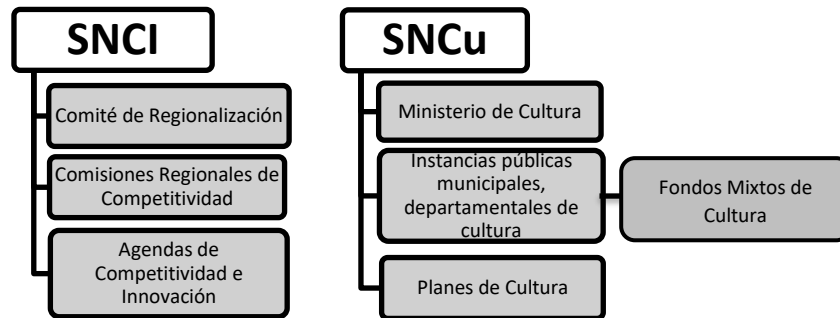 SNCI
Comité de Regionalización
Comisiones Regionales de
Competitividad
Agendas de
Competitividad e
Innovación
SNCu
Ministerio de Cultura
Instancias públicas
municipales,
departamentales de
cultura
Planes de Cultura
Fondos Mixtos de
Cultura